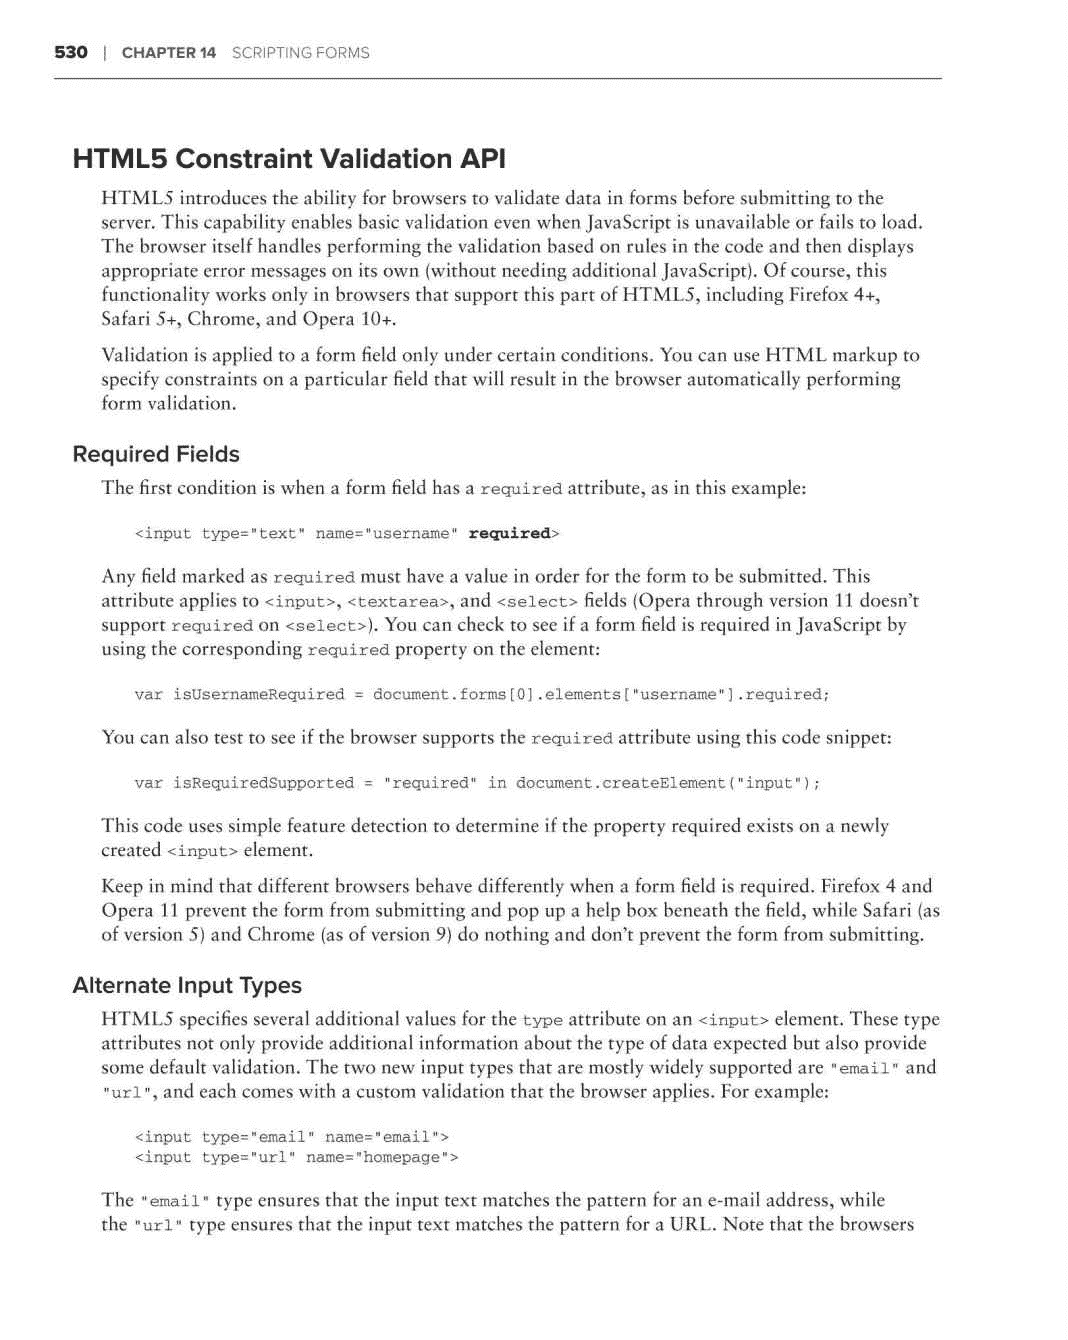 530 | CHAPTER 14 SCRIPTING FORMS
HTML5 Constraint Validation API
HTML5 introduces the ability for browsers to validate data in forms before submitting to the
server. This capability enables basic validation even when JavaScript is unavailable or fails to load.
The browser itself handles performing the validation based on rules in the code and then displays
appropriate error messages on its own (without needing additional JavaScript). Of course, this
functionality works only in browsers that support this part of HTML5, including Firefox 4+,
Safari 5+, Chrome, and Opera 10+.
Validation is applied to a form field only under certain conditions. You can use HTML markup to
specify constraints on a particular field that will result in the browser automatically performing
form validation.
Required Fields
The first condition is when a form field has a required attribute, as in this example:
<input type="text" name="username" required>
Any field marked as required must have a value in order for the form to be submitted. This
attribute applies to <input>, <textarea>, and <select> fields (Opera through version 11 doesn't
support required on <select>). You can check to see if a form field is required in JavaScript by
using the corresponding required property on the element:
var isUsernameRequired = document.forms[0].elements["username"].required;
You can also test to see if the browser supports the required attribute using this code snippet:
var isRequiredSupported = "required" in document.createElement("input");
This code uses simple feature detection to determine if the property required exists on a newly
created <input> element.
Keep in mind that different browsers behave differently when a form field is required. Firefox 4 and
Opera 11 prevent the form from submitting and pop up a help box beneath the field, while Safari (as
of version 5) and Chrome (as of version 9) do nothing and don't prevent the form from submitting.
Alternate Input Types
HTML5 specifies several additional values for the type attribute on an <input> element. These type
attributes not only provide additional information about the type of data expected but also provide
some default validation. The two new input types that are mostly widely supported are "email" and
"url", and each comes with a custom validation that the browser applies. For example:
<input type="email" name="email">
<input type="url" name="homepage">
The "email" type ensures that the input text matches the pattern for an e-mail address, while
the "url" type ensures that the input text matches the pattern for a URL. Note that the browsers